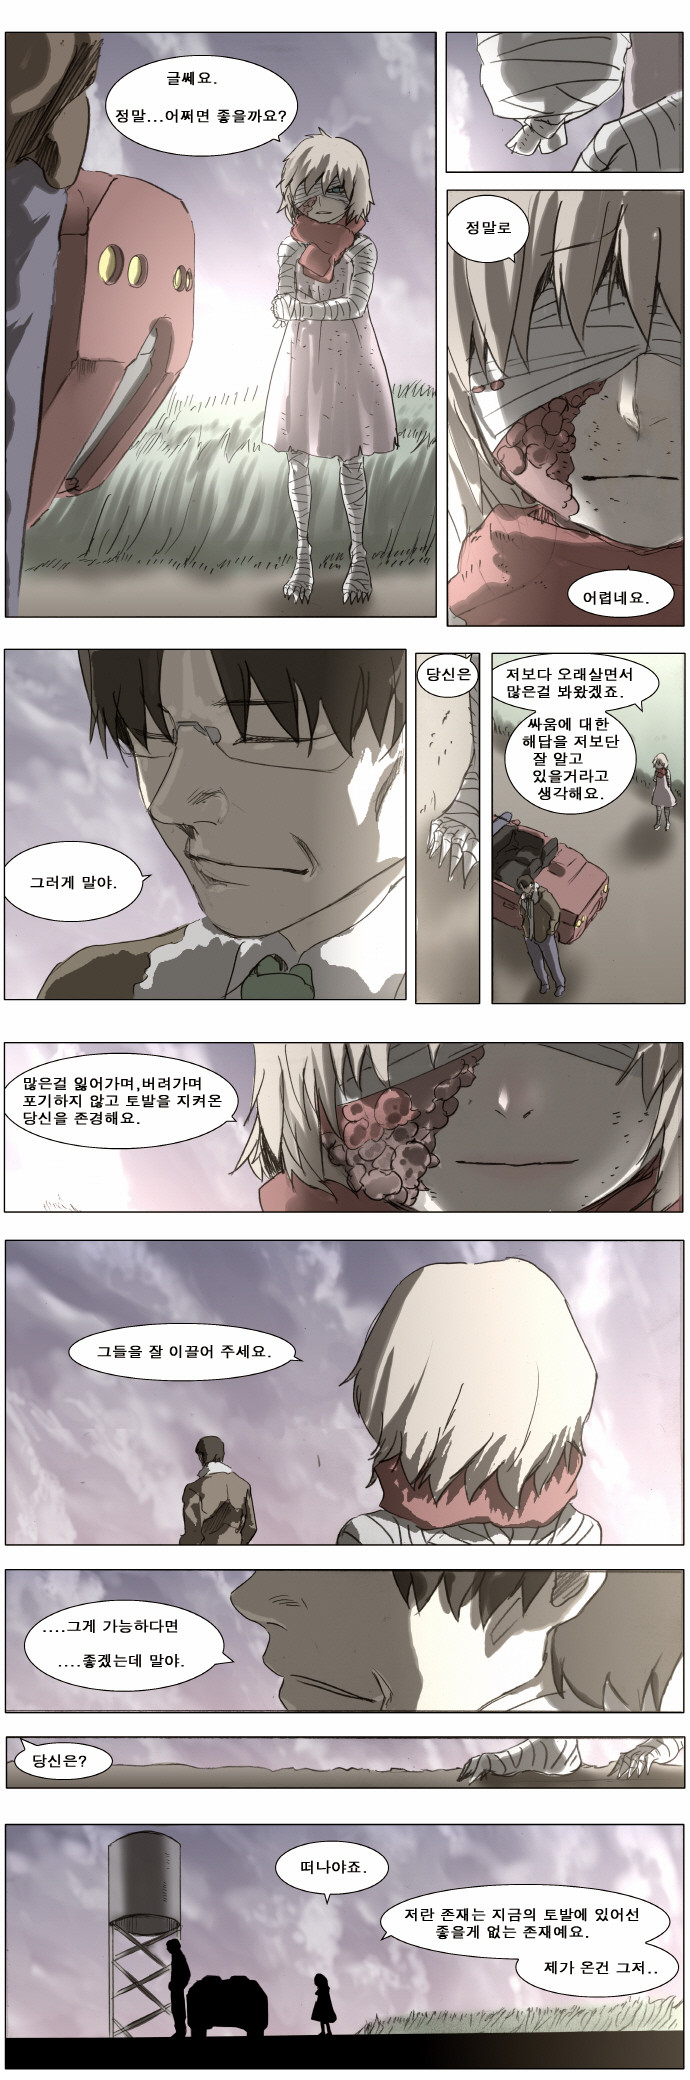 글쎄요.
정말...어쩌면 좋을까요?
정말로
어렵네요.
그러게 말야.
당신은
저보다 오래살면서
많은걸 봐왔겠죠.
싸움에 대한
해답을 저보단
잘 알고
있을거라고
생각해요.
많은걸 잃어가며,버려가며
포기하지 않고 토발을 지켜온
당신을 존경해요.
그들을 잘 이끌어 주세요.
....그게 가능하다면
....좋겠는데 말야.
당신은?
떠나야죠.
저란 존재는 지금의 토발에 있어선
좋을게 없는 존재예요.
제가 온건 그저..